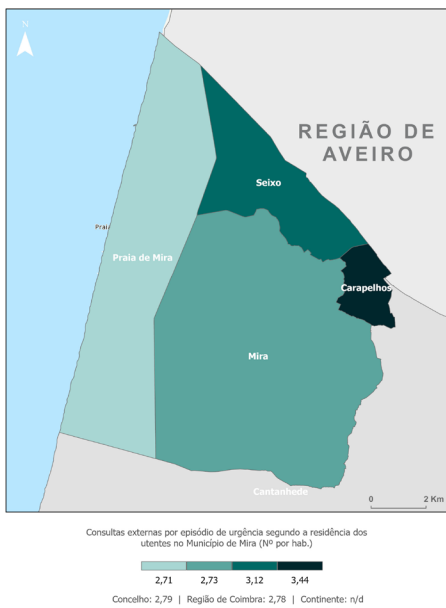 N
REGIÃO DE
AVEIRO
Seixo
Praia
Praia de Mira
Carapelhos
Mira
Cantanhede
0 2 Km
Consultas externas por episódio de urgência segundo a residência dos
utentes no Município de Mira (Nº por hab.)
2,71 2,73 3,12 3,44
Concelho: 2,79 | Região de Coimbra: 2,78 | Continente: n/d